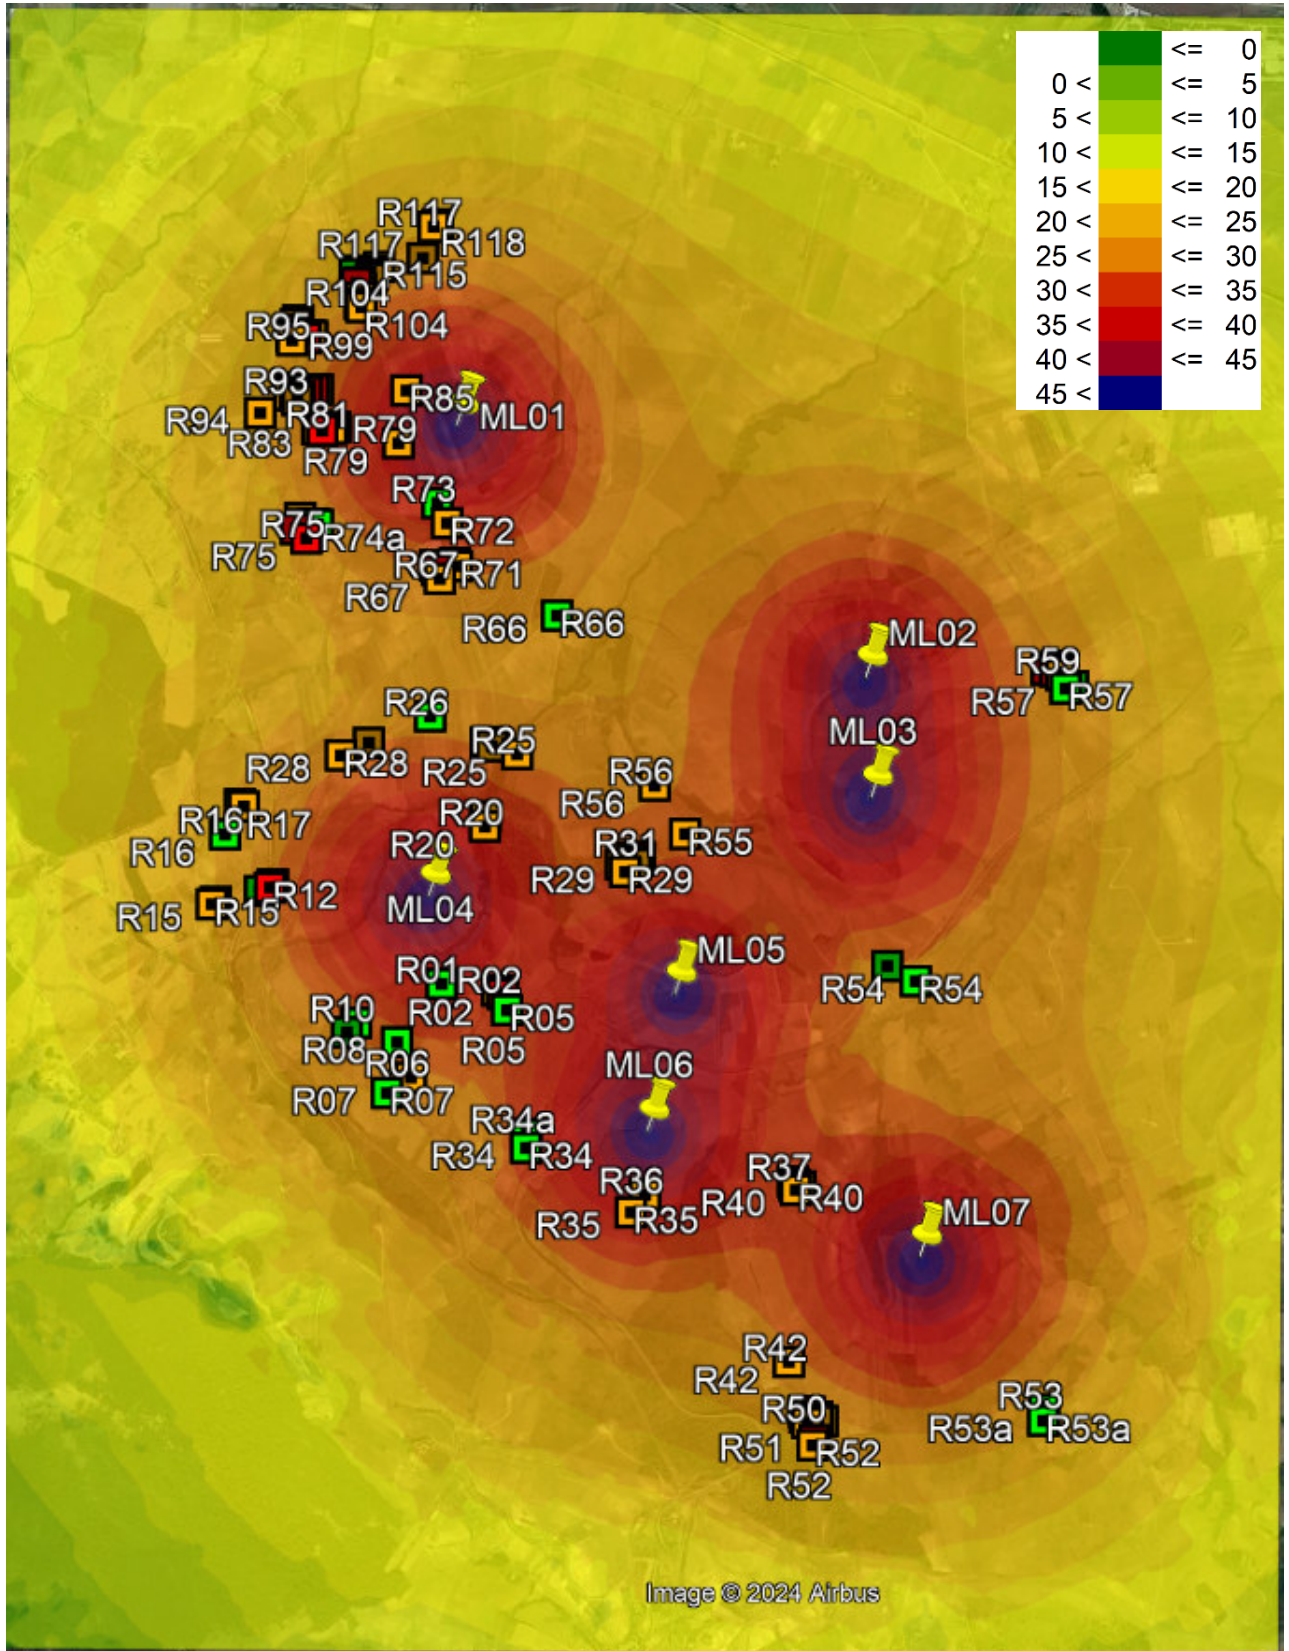 <= 0
0 < <= 5
5 < <= 10
10 < <= 15
15 < <= 20
20 < <= 25
25 < <= 30
30 < <= 35
35 < <= 40
40 < <= 45
45 <
R117
R117 R118
R115
R104
R95 R104
R99
R93
R85
R94 R81 ML01
R83 R79
R79
R73
R75 R72
R75 R74a
R67 R71
R67
R66 R66
ML02
R59
R57 R57
R26
ML03
R25
R28 R28 R25
R56
R56
R16 R17 R20
R16 R20 R31 R55
R29 R29
R12
R15 R15 ML04
ML05
R01 R02
R54 R54
R10 R02 R05
R08 R06 R05
ML06
R07 R07
R34a
R34 R34
R37
R36 R40 R40
R35 R35 ML07
R42
R42
R53
R50 R53a R53a
R51 R52
R52
Image © 2024 Airbus